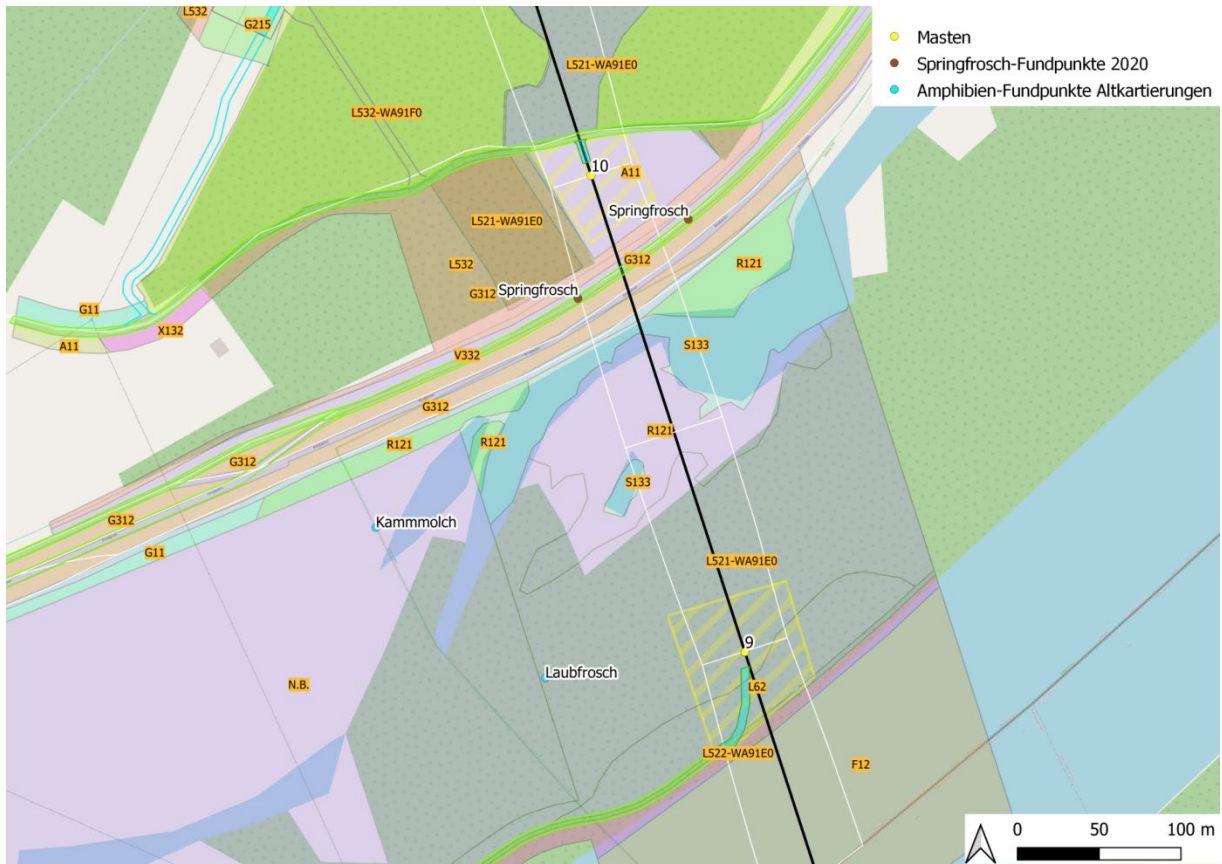 Masten
Springfrosch-Fundpunkte 2020
Amphibien-Fundpunkte Altkartierungen
L532
G215
L521-WA91E0
L532-WA91F0
10
A11
Springfrosch
L521-WA91E0
G312
R121
L532
G312
Springfrosch
G11
X132
A11
S133
V332
G312
R121
R121
R121
G312
S133
G312
Kammmolch
G11
L521-WA91E0
9
Laubfrosch
N.B.
L62
L522-WA91E0
F12
0 50 100 m